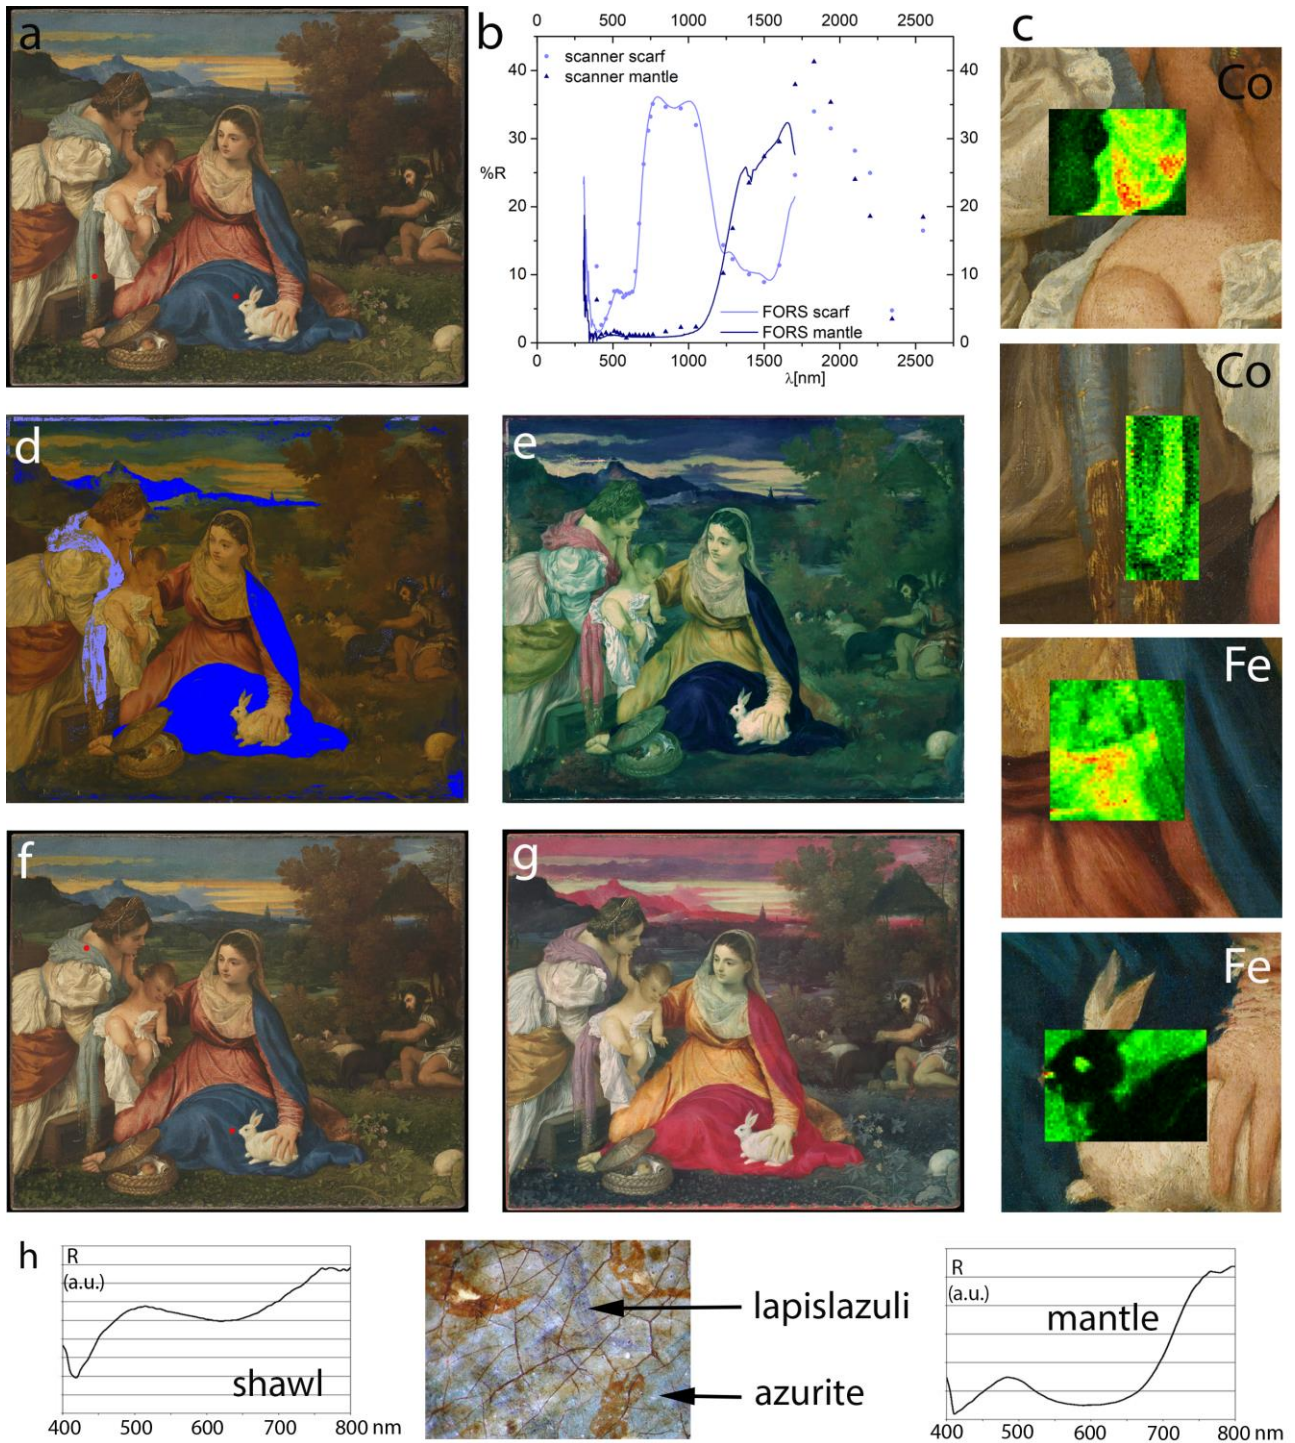 a
b
c
0 500 1000 1500 2000 2500
scanner scarf
scanner mantle
40 40
30 30
%R
20 20
10 10
FORS scarf
FORS mantle
0 0
0 500 1000 1500 2000 2500
λ[nm]
Co
Co
d
e
Fe
f
g
Fe
h
R
(a.u.)
shawl
400 500 600 700 800 nm
lapislazuli
azurite
R
(a.u.)
mantle
400 500 600 700 800 nm